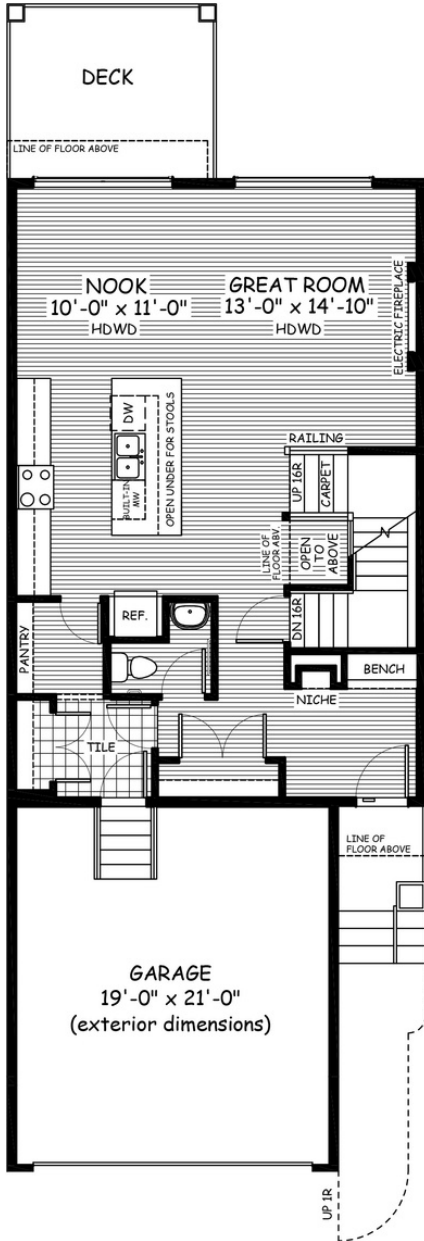 DECK
LINE OF FLOOR ABOVE
NOOK
10'-0" x 11'-0"
HDWD
GREAT ROOM
13'-0" x 14'-10"
HDWD
ELECTRIC FIREPLACE
DW
BUILT-IN
MW
OPEN UNDER FOR STOOLS
RAILING
UP 16R
CARPET
LINE OF
FLOOR ABV.
OPEN
TO
ABOVE
REF.
DN 16R
PANTRY
BENCH
NICHE
TILE
LINE OF
FLOOR ABOVE
GARAGE
19'-0" x 21'-0"
(exterior dimensions)
UP 1R